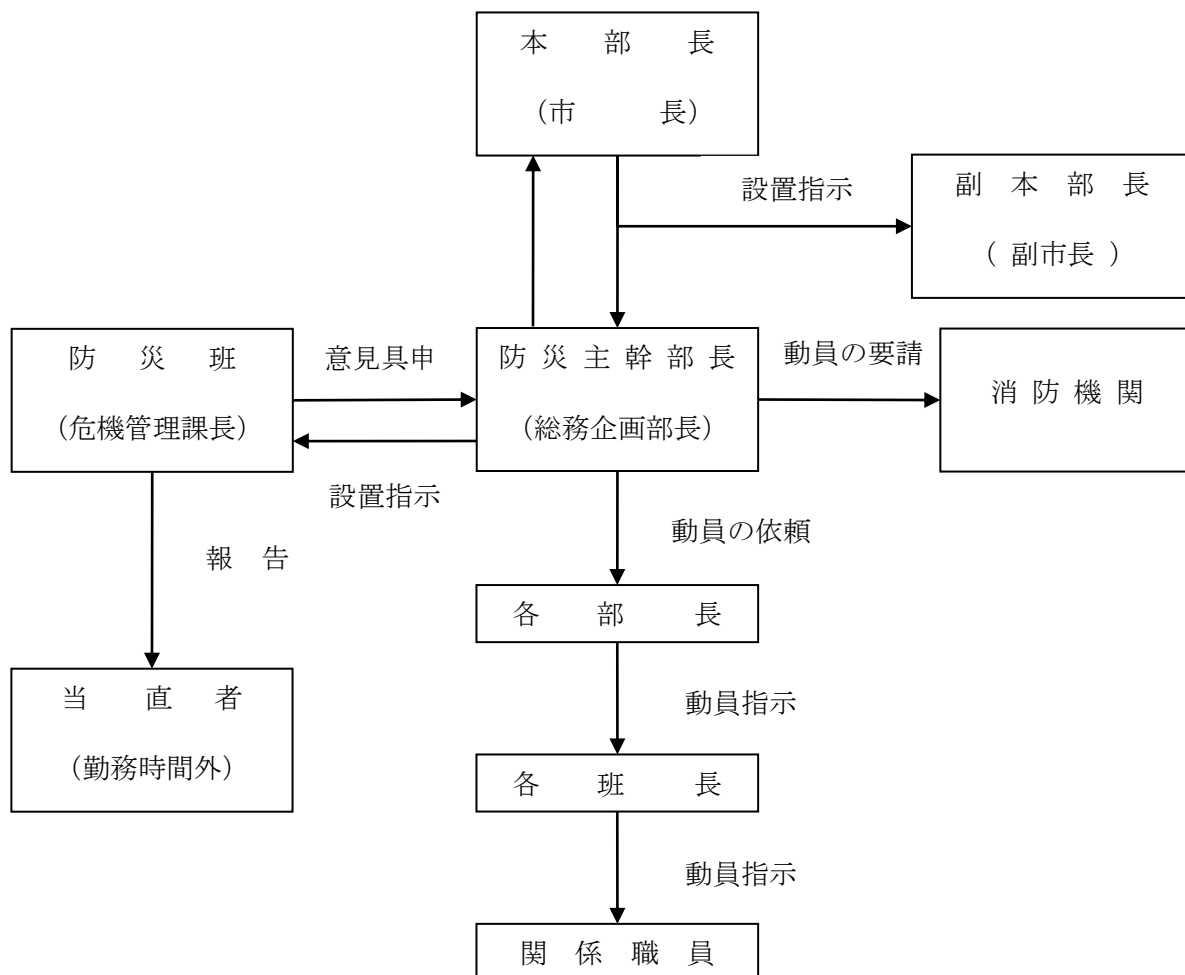 本部長
(市長)
設置指示
副本部長
(副市長)
防災班
(危機管理課長)
意見具申
設置指示
防災主幹部長
(総務企画部長)
動員の要請
消防機関
報告
動員の依頼
各部長
当直者
(勤務時間外)
動員指示
各班長
動員指示
関係職員